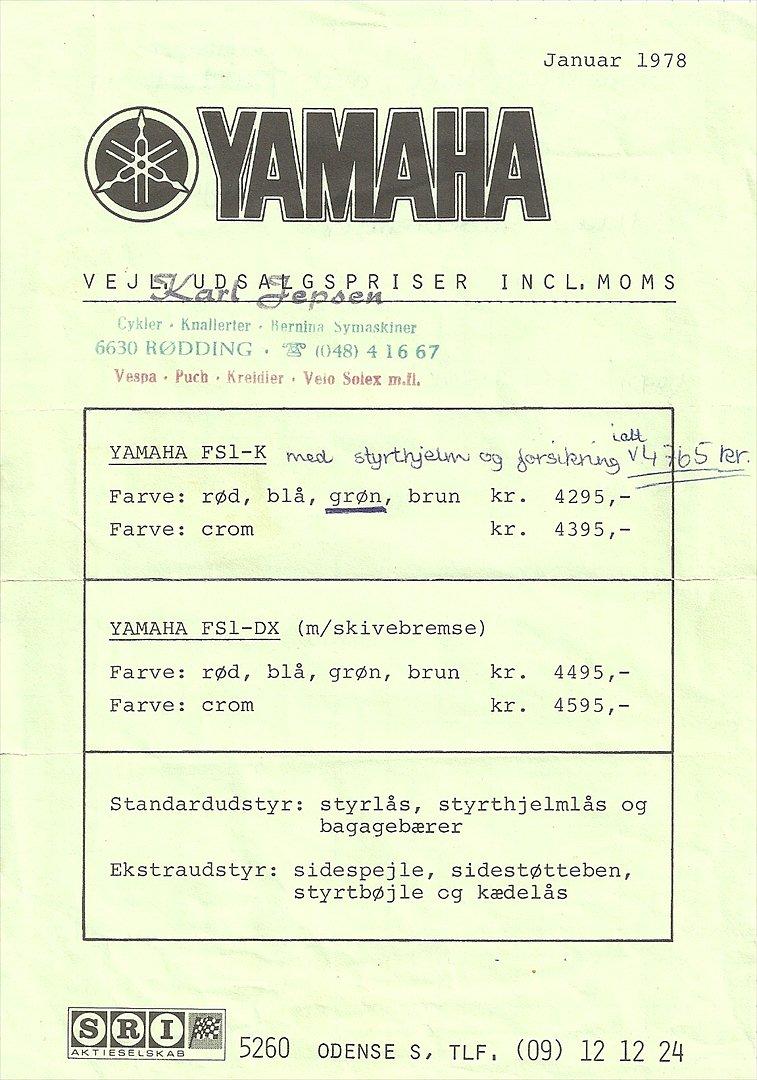 Januar 1978
YAMAHA
VEJL. UDSALGSPRISER INCL. MOMS
Karl Jepsen
Cykler · Knallerter · Bernina Symaskiner
6630 RØDDING · ☎ (048) 4 16 67
Vespa · Puch · Kreidler · Velo Solex m.fl.
YAMAHA FS1-K med styrthjelm og forsikring ialt 4765 kr.
Farve: rød, blå, grøn, brun kr. 4295,-
Farve: crom kr. 4395,-
YAMAHA FS1-DX (m/skivebremse)
Farve: rød, blå, grøn, brun kr. 4495,-
Farve: crom kr. 4595,-
Standardudstyr: styrlås, styrthjelmlås og
bagagebærer
Ekstraudstyr: sidespejle, sidestøtteben,
styrtbøjle og kædelås
SRI
AKTIESELSKAB
5260 ODENSE S, TLF. (09) 12 12 24